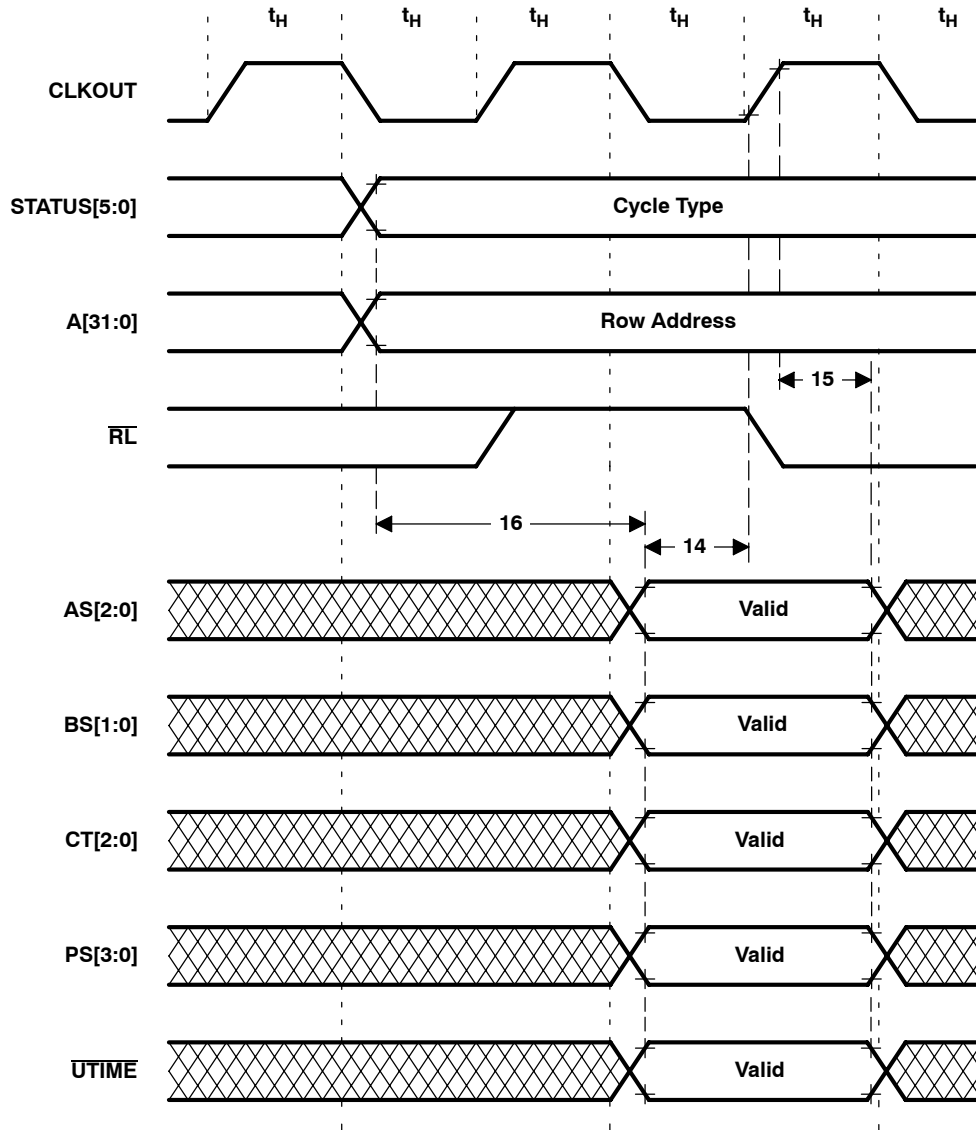 tH tH tH tH tH tH
CLKOUT
STATUS[5:0] Cycle Type
A[31:0] Row Address
15
RL
16
14
AS[2:0] Valid
BS[1:0] Valid
CT[2:0] Valid
PS[3:0] Valid
UTIME Valid